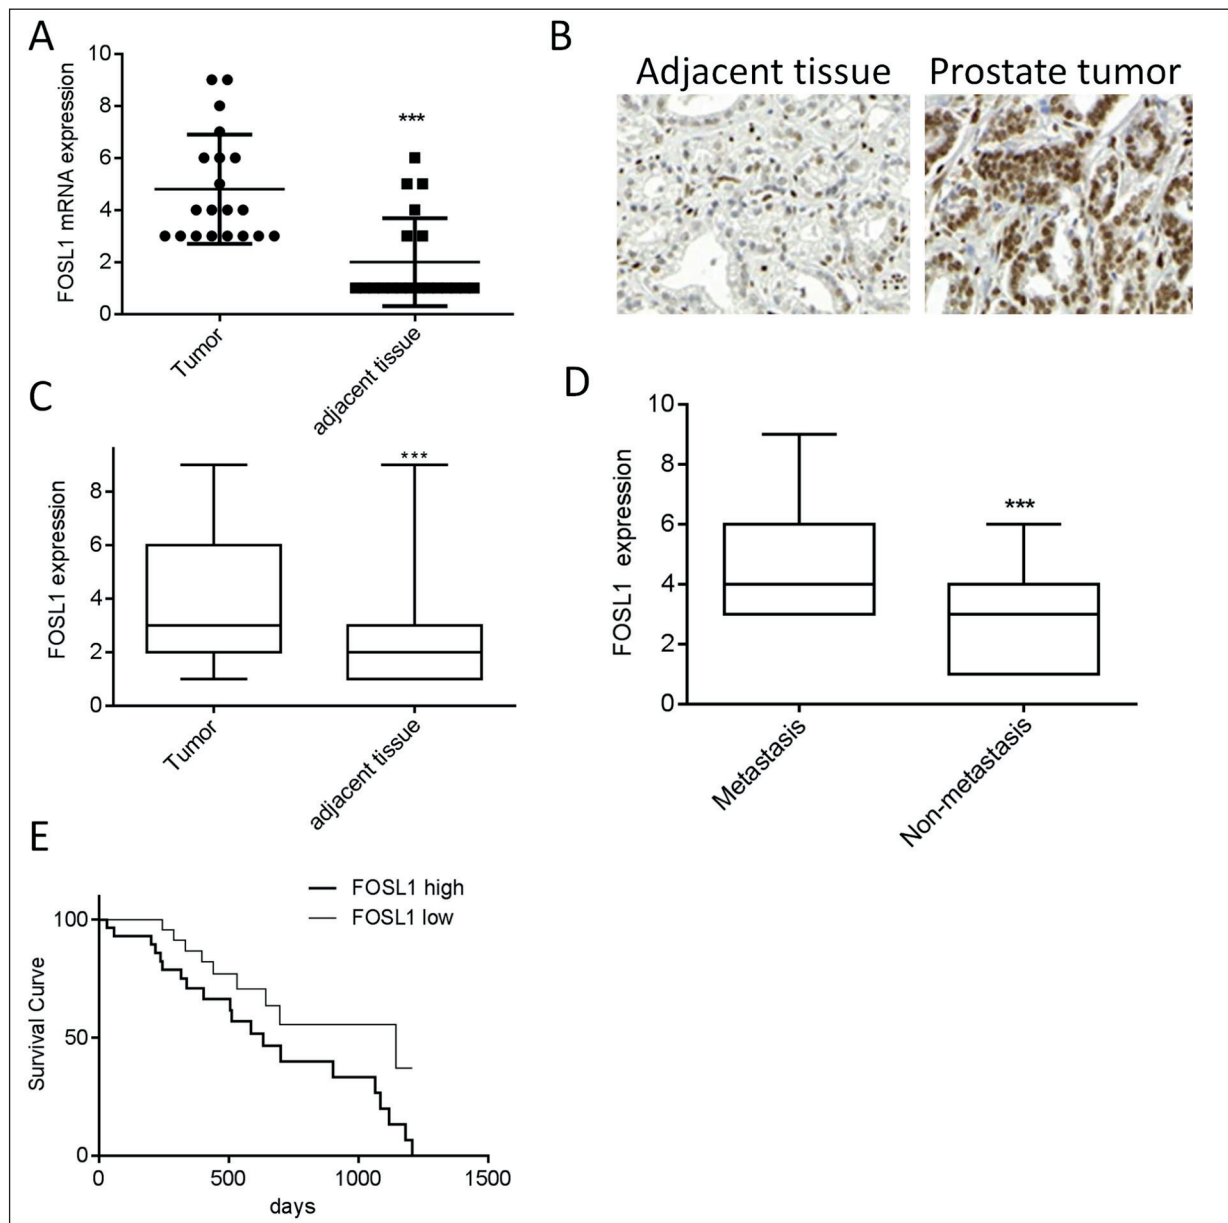 A
FOSL1 mRNA expression
10
8
6
4
2
0
***
Tumor
adjacent tissue
B
Adjacent tissue
Prostate tumor
C
FOSL1 expression
8
6
4
2
0
***
Tumor
adjacent tissue
D
FOSL1 expression
10
8
6
4
2
0
***
Metastasis
Non-metastasis
E
FOSL1 high
FOSL1 low
Survival Curve
100
50
0
0 500 1000 1500
days